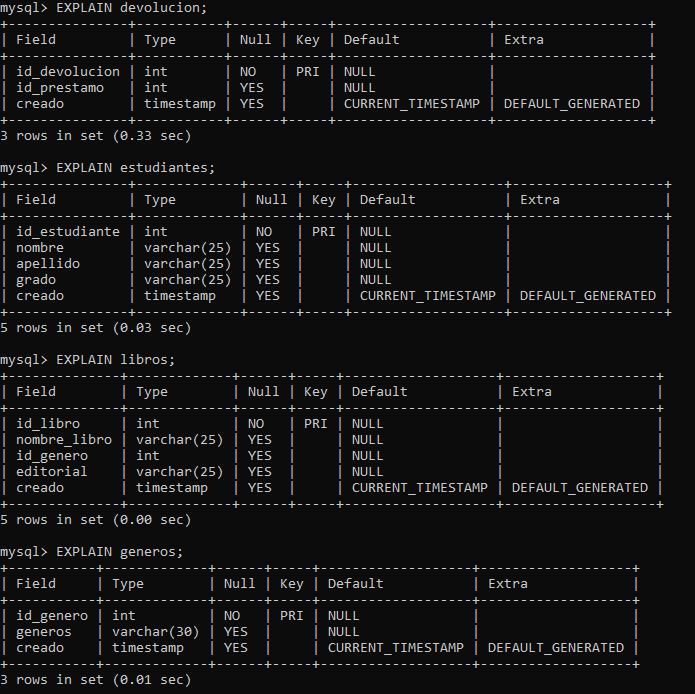 mysql> EXPLAIN devolucion;
+---------------+-----------+------+-----+-------------------+-------------------+
| Field | Type | Null | Key | Default | Extra |
+---------------+-----------+------+-----+-------------------+-------------------+
| id_devolucion | int | NO | PRI | NULL | |
| id_prestamo | int | YES | | NULL | |
| creado | timestamp | YES | | CURRENT_TIMESTAMP | DEFAULT_GENERATED |
+---------------+-----------+------+-----+-------------------+-------------------+
3 rows in set (0.33 sec)
mysql> EXPLAIN estudiantes;
+---------------+-------------+------+-----+-------------------+-------------------+
| Field | Type | Null | Key | Default | Extra |
+---------------+-------------+------+-----+-------------------+-------------------+
| id_estudiante | int | NO | PRI | NULL | |
| nombre | varchar(25) | YES | | NULL | |
| apellido | varchar(25) | YES | | NULL | |
| grado | varchar(25) | YES | | NULL | |
| creado | timestamp | YES | | CURRENT_TIMESTAMP | DEFAULT_GENERATED |
+---------------+-------------+------+-----+-------------------+-------------------+
5 rows in set (0.03 sec)
mysql> EXPLAIN libros;
+--------------+-------------+------+-----+-------------------+-------------------+
| Field | Type | Null | Key | Default | Extra |
+--------------+-------------+------+-----+-------------------+-------------------+
| id_libro | int | NO | PRI | NULL | |
| nombre_libro | varchar(25) | YES | | NULL | |
| id_genero | int | YES | | NULL | |
| editorial | varchar(25) | YES | | NULL | |
| creado | timestamp | YES | | CURRENT_TIMESTAMP | DEFAULT_GENERATED |
+--------------+-------------+------+-----+-------------------+-------------------+
5 rows in set (0.00 sec)
mysql> EXPLAIN generos;
+-----------+-------------+------+-----+-------------------+-------------------+
| Field | Type | Null | Key | Default | Extra |
+-----------+-------------+------+-----+-------------------+-------------------+
| id_genero | int | NO | PRI | NULL | |
| generos | varchar(30) | YES | | NULL | |
| creado | timestamp | YES | | CURRENT_TIMESTAMP | DEFAULT_GENERATED |
+-----------+-------------+------+-----+-------------------+-------------------+
3 rows in set (0.01 sec)